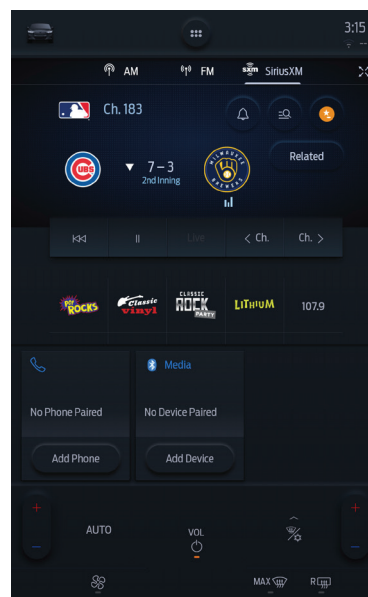 3:15
AM FM sxm SiriusXM
Ch. 183
CUBS 7–3 MILWAUKEE BREWERS Related
2nd Inning
|| Live < Ch. Ch. >
POP ROCKS Classic vinyl CLASSIC ROCK PARTY LITHIUM 107.9
Media
No Phone Paired No Device Paired
Add Phone Add Device
+ +
AUTO VOL
− −
MAX R